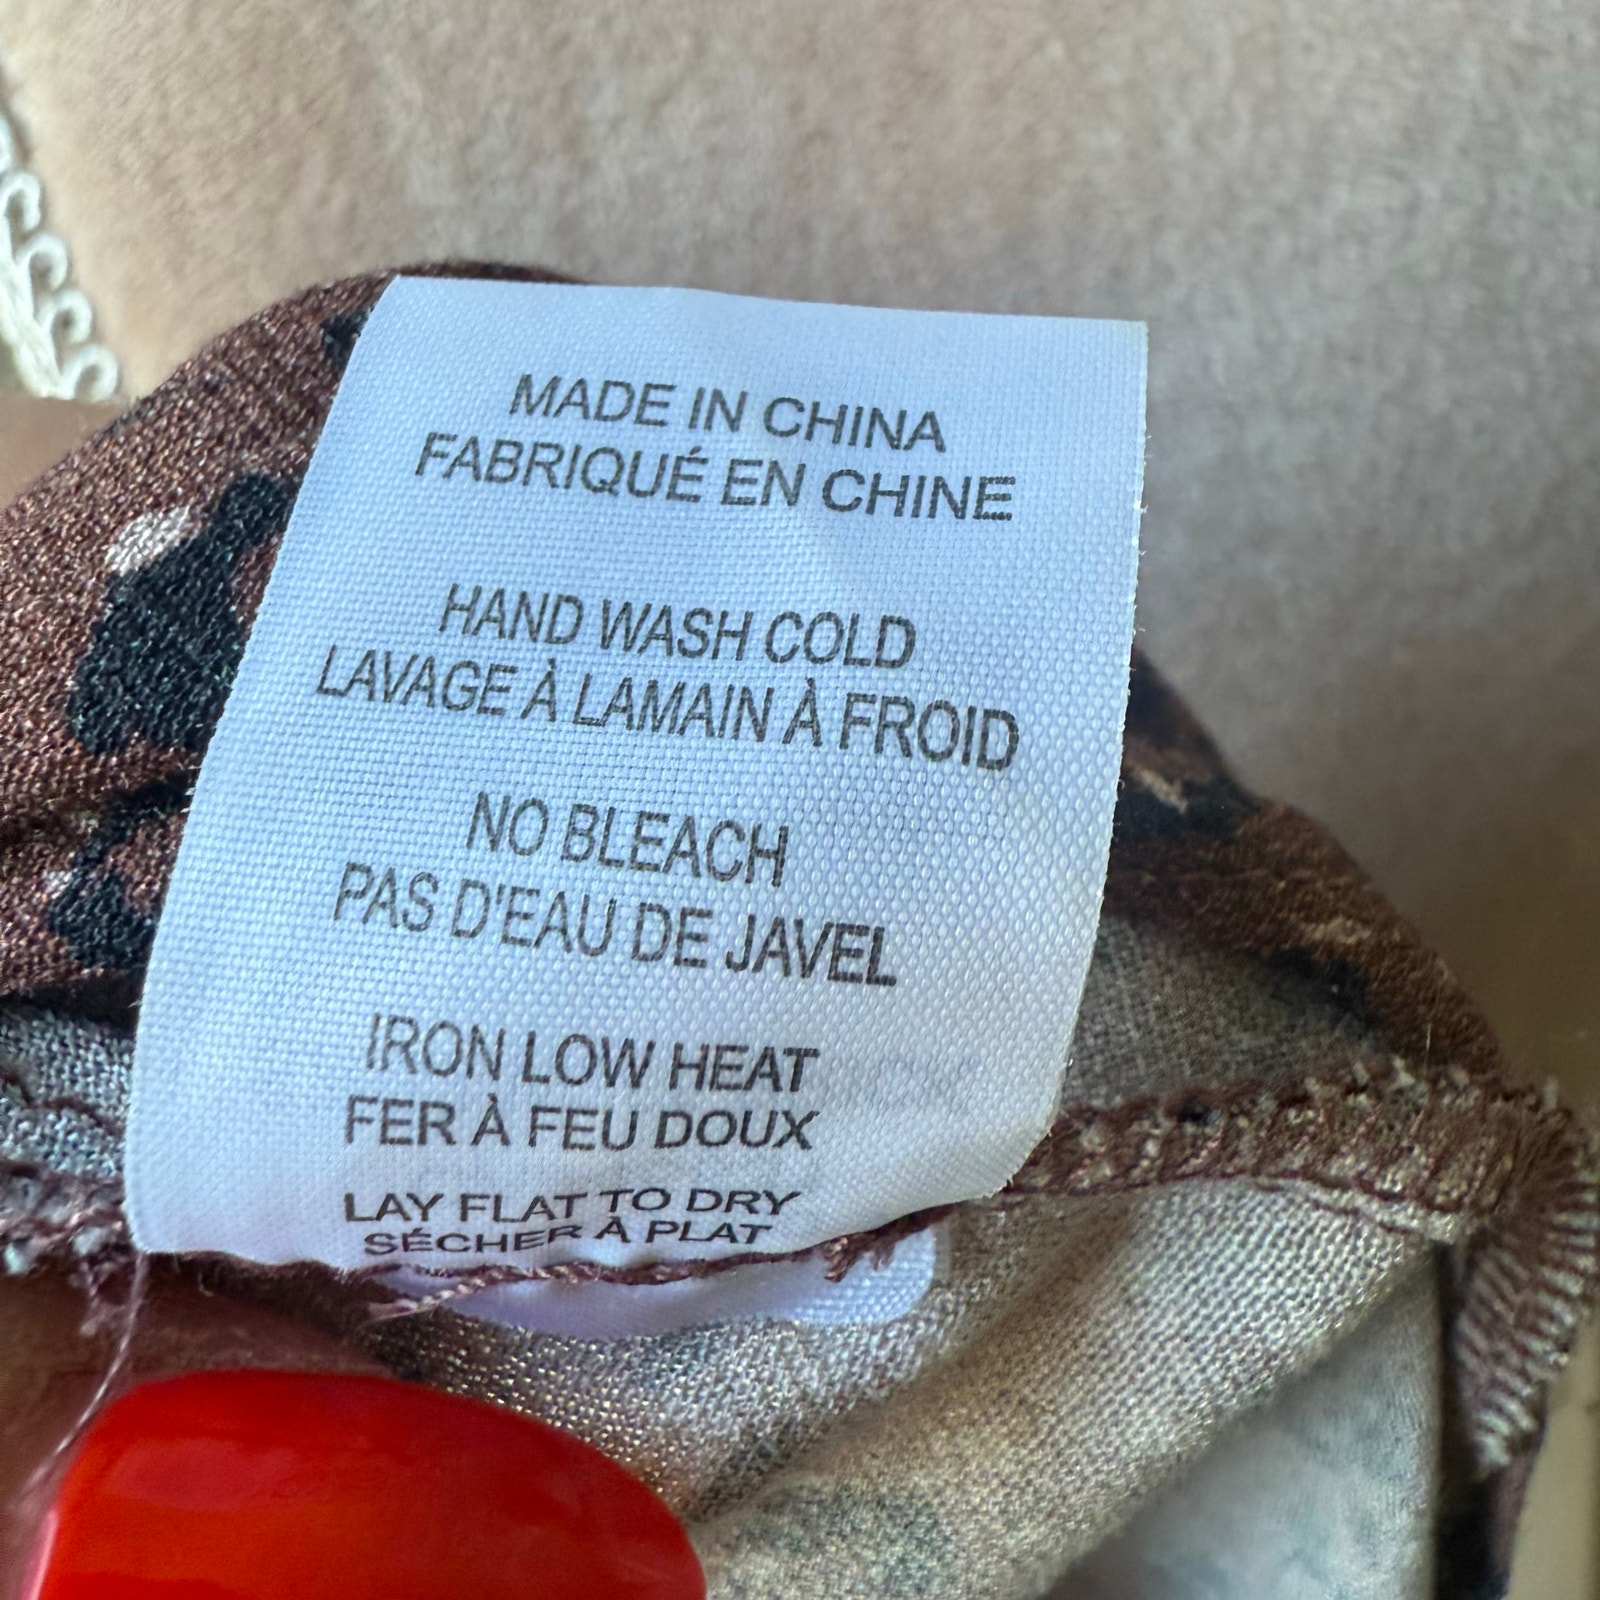 MADE IN CHINA
FABRIQUÉ EN CHINE
HAND WASH COLD
LAVAGE À LAMAIN À FROID
NO BLEACH
PAS D'EAU DE JAVEL
IRON LOW HEAT
FER À FEU DOUX
LAY FLAT TO DRY
SÉCHER À PLAT